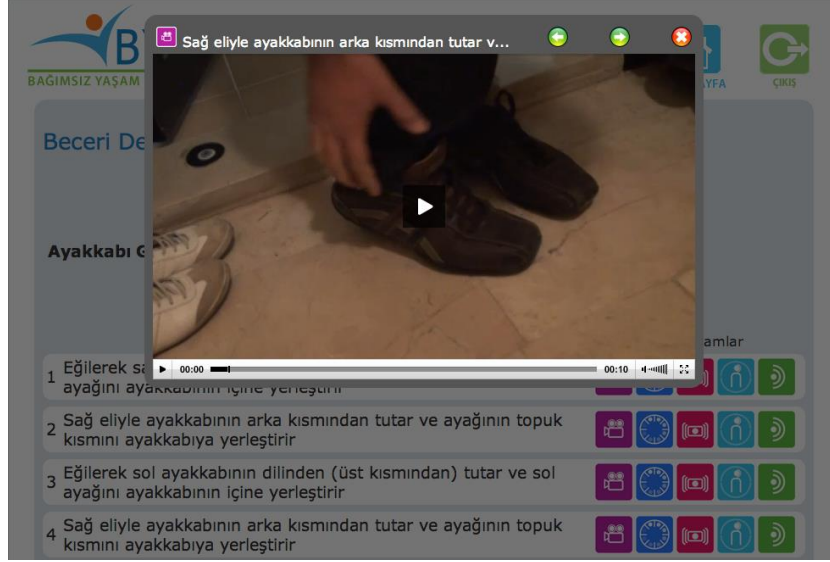 Sağ eliyle ayakkabının arka kısmından tutar v...
BAĞIMSIZ YAŞAM
YFA
ÇIKIŞ
Beceri De
Ayakkabı
amlar
00:00
00:10
1 Eğilerek sa
ayağını ayakkabının içine yerleştirir
2 Sağ eliyle ayakkabının arka kısmından tutar ve ayağının topuk
kısmını ayakkabıya yerleştirir
3 Eğilerek sol ayakkabının dilinden (üst kısmından) tutar ve sol
ayağını ayakkabının içine yerleştirir
4 Sağ eliyle ayakkabının arka kısmından tutar ve ayağının topuk
kısmını ayakkabıya yerleştirir